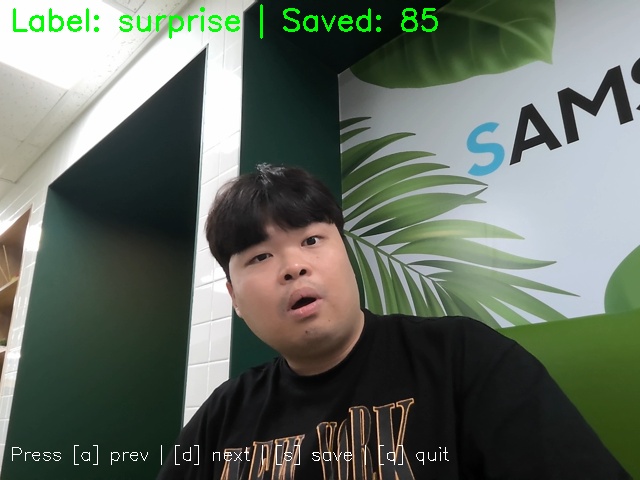 Label: surprise | Saved: 85
SAMS
NEW YORK
Press [a] prev | [d] next | [s] save | [q] quit